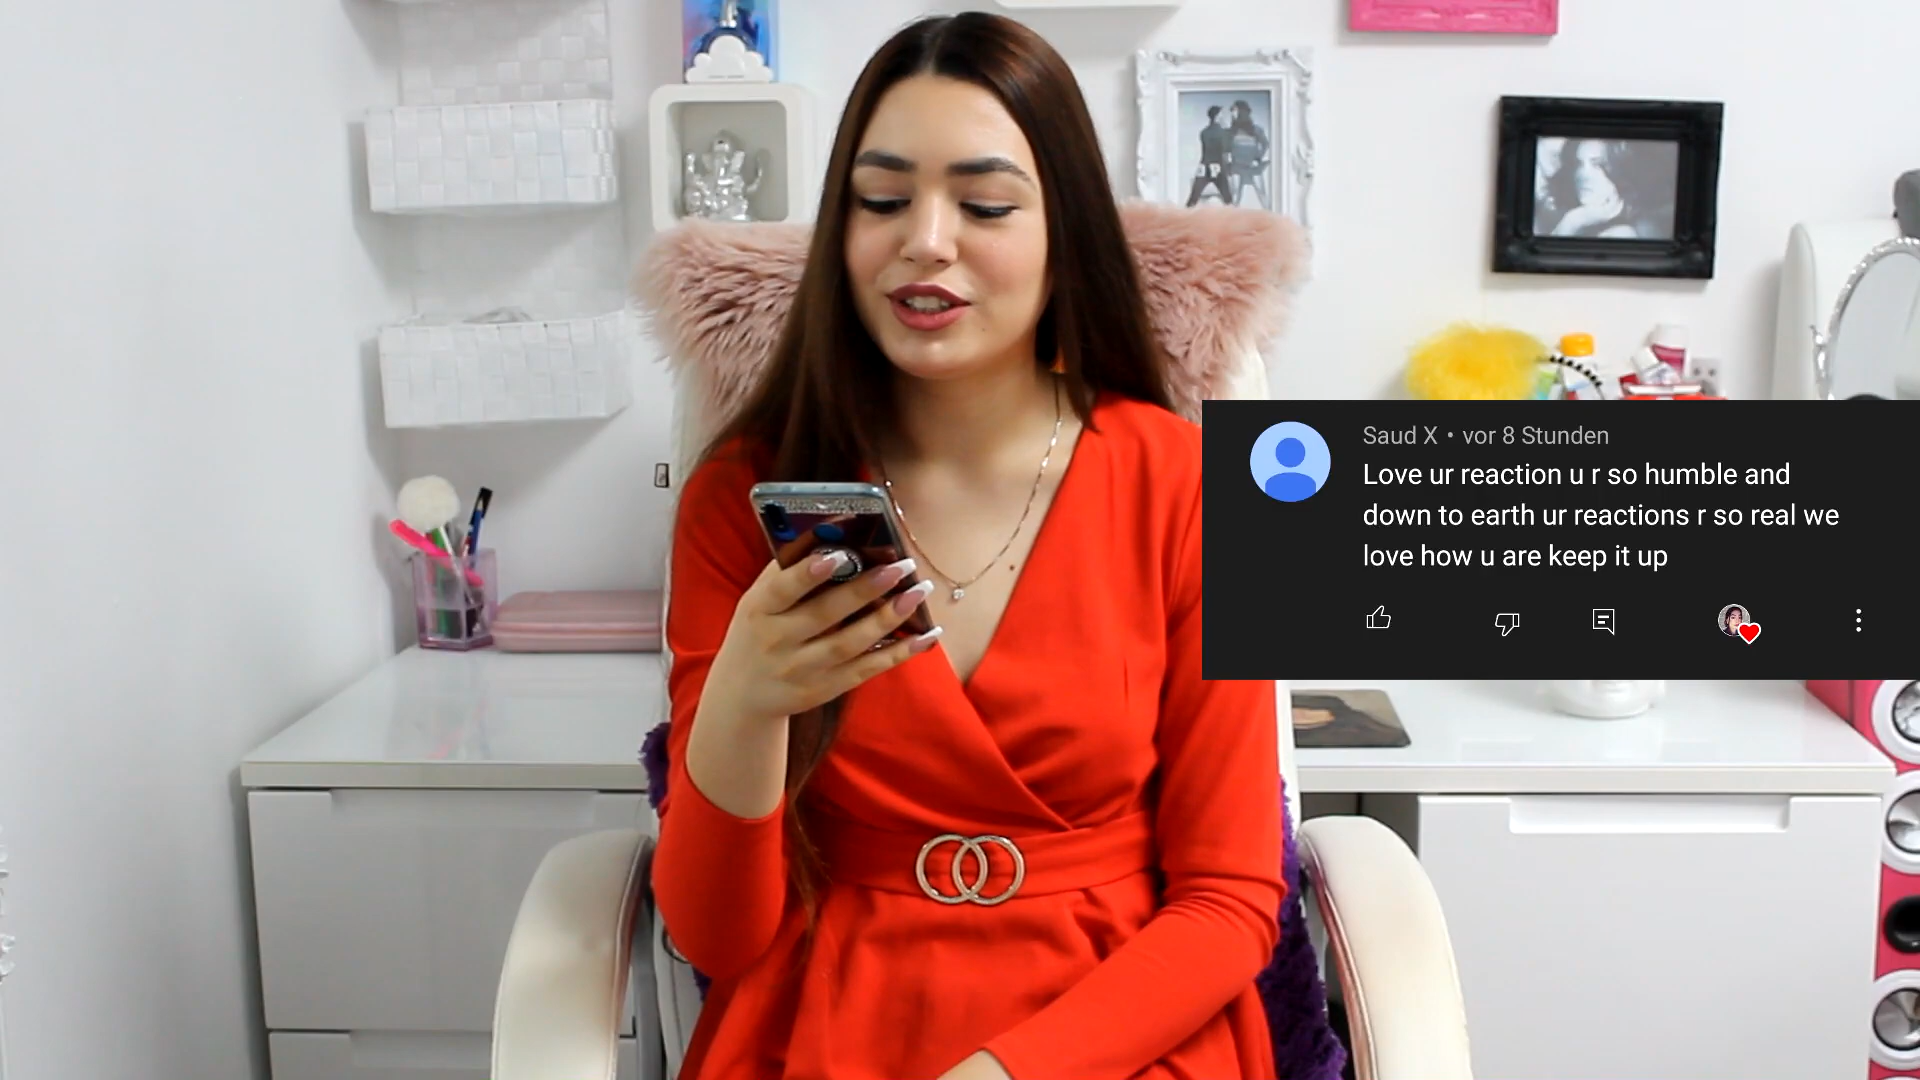 Saud X • vor 8 Stunden
Love ur reaction u r so humble and
down to earth ur reactions r so real we
love how u are keep it up